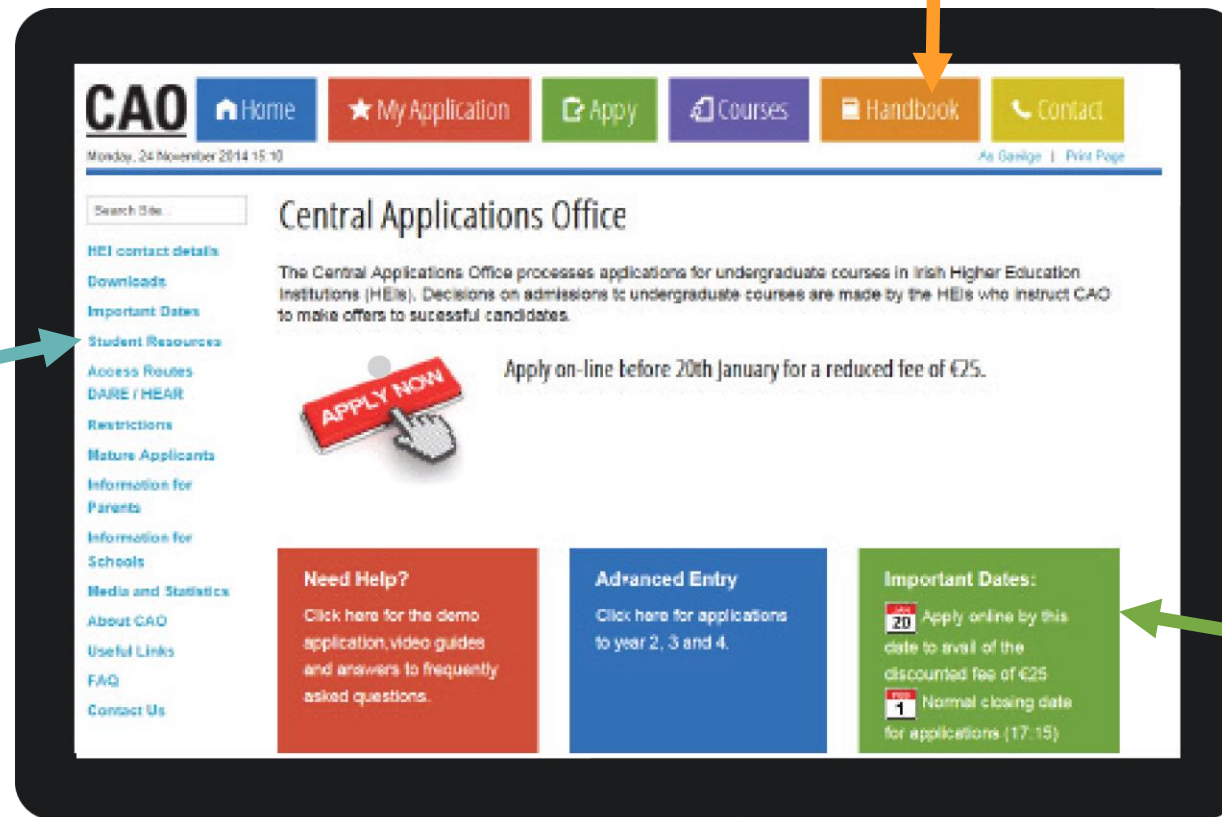 CAO
Home
My Application
Appy
Courses
Handbook
Contact
Monday, 24 November 2014 15:10
As Gaeilge | Print Page
Search Site...
HEI contact details
Downloads
Important Dates
Student Resources
Access Routes
DARE / HEAR
Restrictions
Mature Applicants
Information for
Parents
Information for
Schools
Media and Statistics
About CAO
Useful Links
FAQ
Contact Us
Central Applications Office
The Central Applications Office processes applications for undergraduate courses in Irish Higher Education
Institutions (HEIs). Decisions on admissions to undergraduate courses are made by the HEIs who instruct CAO
to make offers to sucessful candidates.
APPLY NOW
Apply on-line before 20th January for a reduced fee of €25.
Need Help?
Click here for the demo
application, video guides
and answers to frequently
asked questions.
Advanced Entry
Click here for applications
to year 2, 3 and 4.
Important Dates:
JAN
20 Apply online by this
date to avail of the
discounted fee of €25
FEB
1 Normal closing date
for applications (17:15)